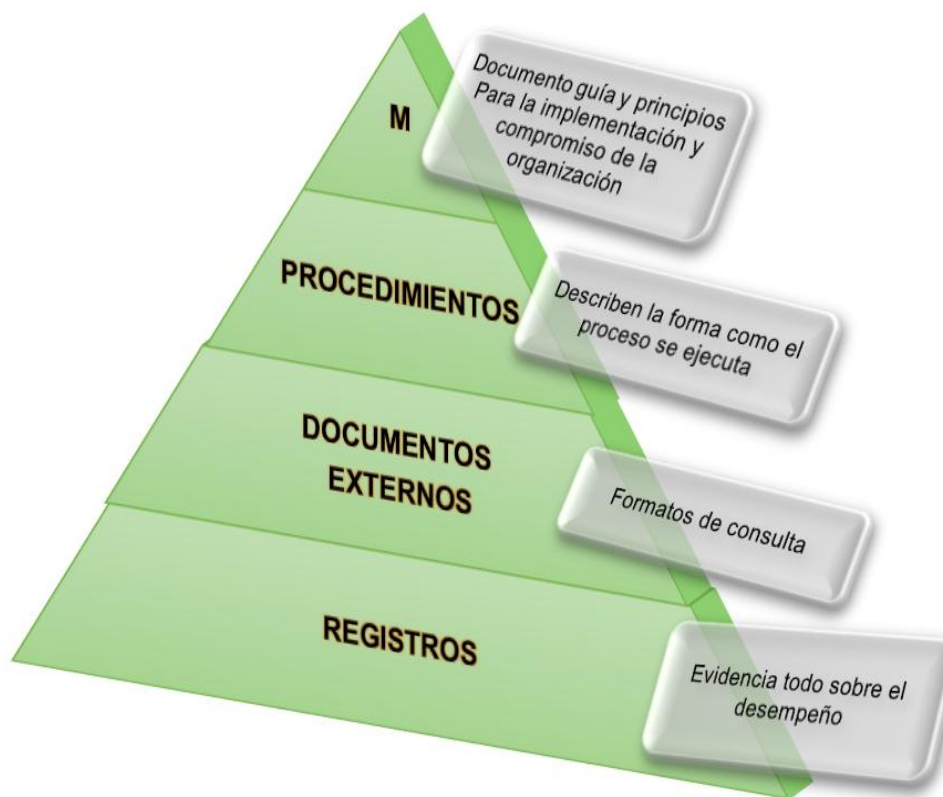 M
Documento guía y principios
Para la implementación y
compromiso de la
organización
PROCEDIMIENTOS
Describen la forma como el
proceso se ejecuta
DOCUMENTOS
EXTERNOS
Formatos de consulta
REGISTROS
Evidencia todo sobre el
desempeño